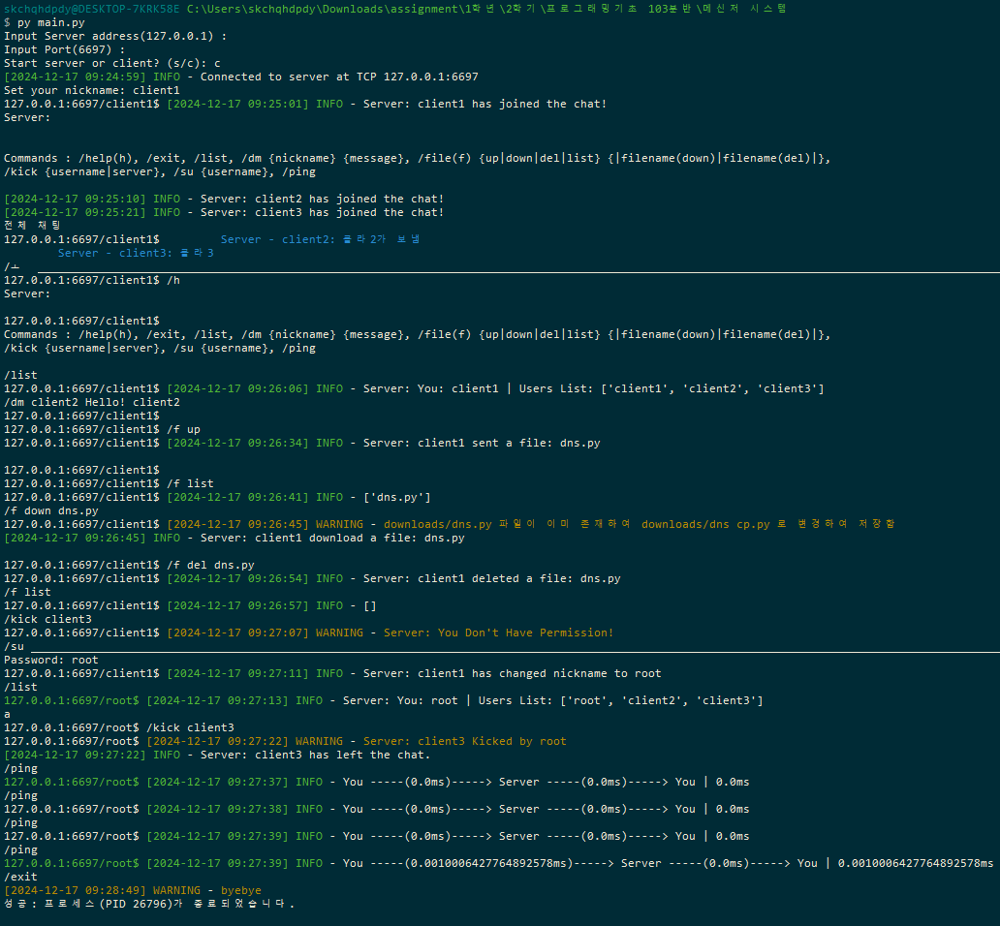 skchqhdpdy@DESKTOP-7KRK58E C:\Users\skchqhdpdy\Downloads\assignment\1학년\2학기\프로그래밍기초 103분반\메신저 시스템
$ py main.py
Input Server address(127.0.0.1) :
Input Port(6697) :
Start server or client? (s/c): c
[2024-12-17 09:24:59] INFO - Connected to server at TCP 127.0.0.1:6697
Set your nickname: client1
127.0.0.1:6697/client1$ [2024-12-17 09:25:01] INFO - Server: client1 has joined the chat!
Server:
Commands : /help(h), /exit, /list, /dm {nickname} {message}, /file(f) {up|down|del|list} {|filename(down)|filename(del)|},
/kick {username|server}, /su {username}, /ping
[2024-12-17 09:25:10] INFO - Server: client2 has joined the chat!
[2024-12-17 09:25:21] INFO - Server: client3 has joined the chat!
전체 채팅
127.0.0.1:6697/client1$         Server - client2: 클라2가 보냄
        Server - client3: 클라3
/ㅗ
127.0.0.1:6697/client1$ /h
Server:
127.0.0.1:6697/client1$
Commands : /help(h), /exit, /list, /dm {nickname} {message}, /file(f) {up|down|del|list} {|filename(down)|filename(del)|},
/kick {username|server}, /su {username}, /ping
/list
127.0.0.1:6697/client1$ [2024-12-17 09:26:06] INFO - Server: You: client1 | Users List: ['client1', 'client2', 'client3']
/dm client2 Hello! client2
127.0.0.1:6697/client1$
127.0.0.1:6697/client1$ /f up
127.0.0.1:6697/client1$ [2024-12-17 09:26:34] INFO - Server: client1 sent a file: dns.py
127.0.0.1:6697/client1$
127.0.0.1:6697/client1$ /f list
127.0.0.1:6697/client1$ [2024-12-17 09:26:41] INFO - ['dns.py']
/f down dns.py
127.0.0.1:6697/client1$ [2024-12-17 09:26:45] WARNING - downloads/dns.py 파일이 이미 존재하여 downloads/dns cp.py 로 변경하여 저장함
[2024-12-17 09:26:45] INFO - Server: client1 download a file: dns.py
127.0.0.1:6697/client1$ /f del dns.py
127.0.0.1:6697/client1$ [2024-12-17 09:26:54] INFO - Server: client1 deleted a file: dns.py
/f list
127.0.0.1:6697/client1$ [2024-12-17 09:26:57] INFO - []
/kick client3
127.0.0.1:6697/client1$ [2024-12-17 09:27:07] WARNING - Server: You Don't Have Permission!
/su
Password: root
127.0.0.1:6697/client1$ [2024-12-17 09:27:11] INFO - Server: client1 has changed nickname to root
/list
127.0.0.1:6697/root$ [2024-12-17 09:27:13] INFO - Server: You: root | Users List: ['root', 'client2', 'client3']
a
127.0.0.1:6697/root$ /kick client3
127.0.0.1:6697/root$ [2024-12-17 09:27:22] WARNING - Server: client3 Kicked by root
[2024-12-17 09:27:22] INFO - Server: client3 has left the chat.
/ping
127.0.0.1:6697/root$ [2024-12-17 09:27:37] INFO - You -----(0.0ms)-----> Server -----(0.0ms)-----> You | 0.0ms
/ping
127.0.0.1:6697/root$ [2024-12-17 09:27:38] INFO - You -----(0.0ms)-----> Server -----(0.0ms)-----> You | 0.0ms
/ping
127.0.0.1:6697/root$ [2024-12-17 09:27:39] INFO - You -----(0.0ms)-----> Server -----(0.0ms)-----> You | 0.0ms
/ping
127.0.0.1:6697/root$ [2024-12-17 09:27:39] INFO - You -----(0.0010006427764892578ms)-----> Server -----(0.0ms)-----> You | 0.0010006427764892578ms
/exit
[2024-12-17 09:28:49] WARNING - byebye
성공: 프로세스(PID 26796)가 종료되었습니다.